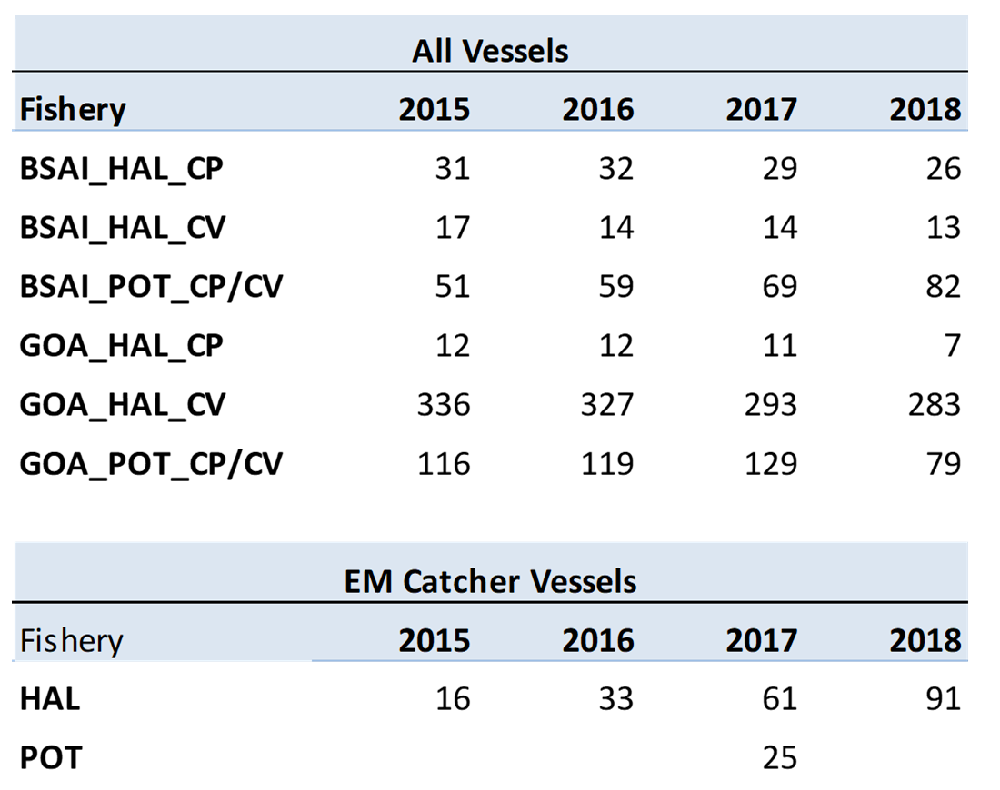 All Vessels
Fishery 2015 2016 2017 2018
BSAI_HAL_CP 31 32 29 26
BSAI_HAL_CV 17 14 14 13
BSAI_POT_CP/CV 51 59 69 82
GOA_HAL_CP 12 12 11 7
GOA_HAL_CV 336 327 293 283
GOA_POT_CP/CV 116 119 129 79
EM Catcher Vessels
Fishery 2015 2016 2017 2018
HAL 16 33 61 91
POT 25